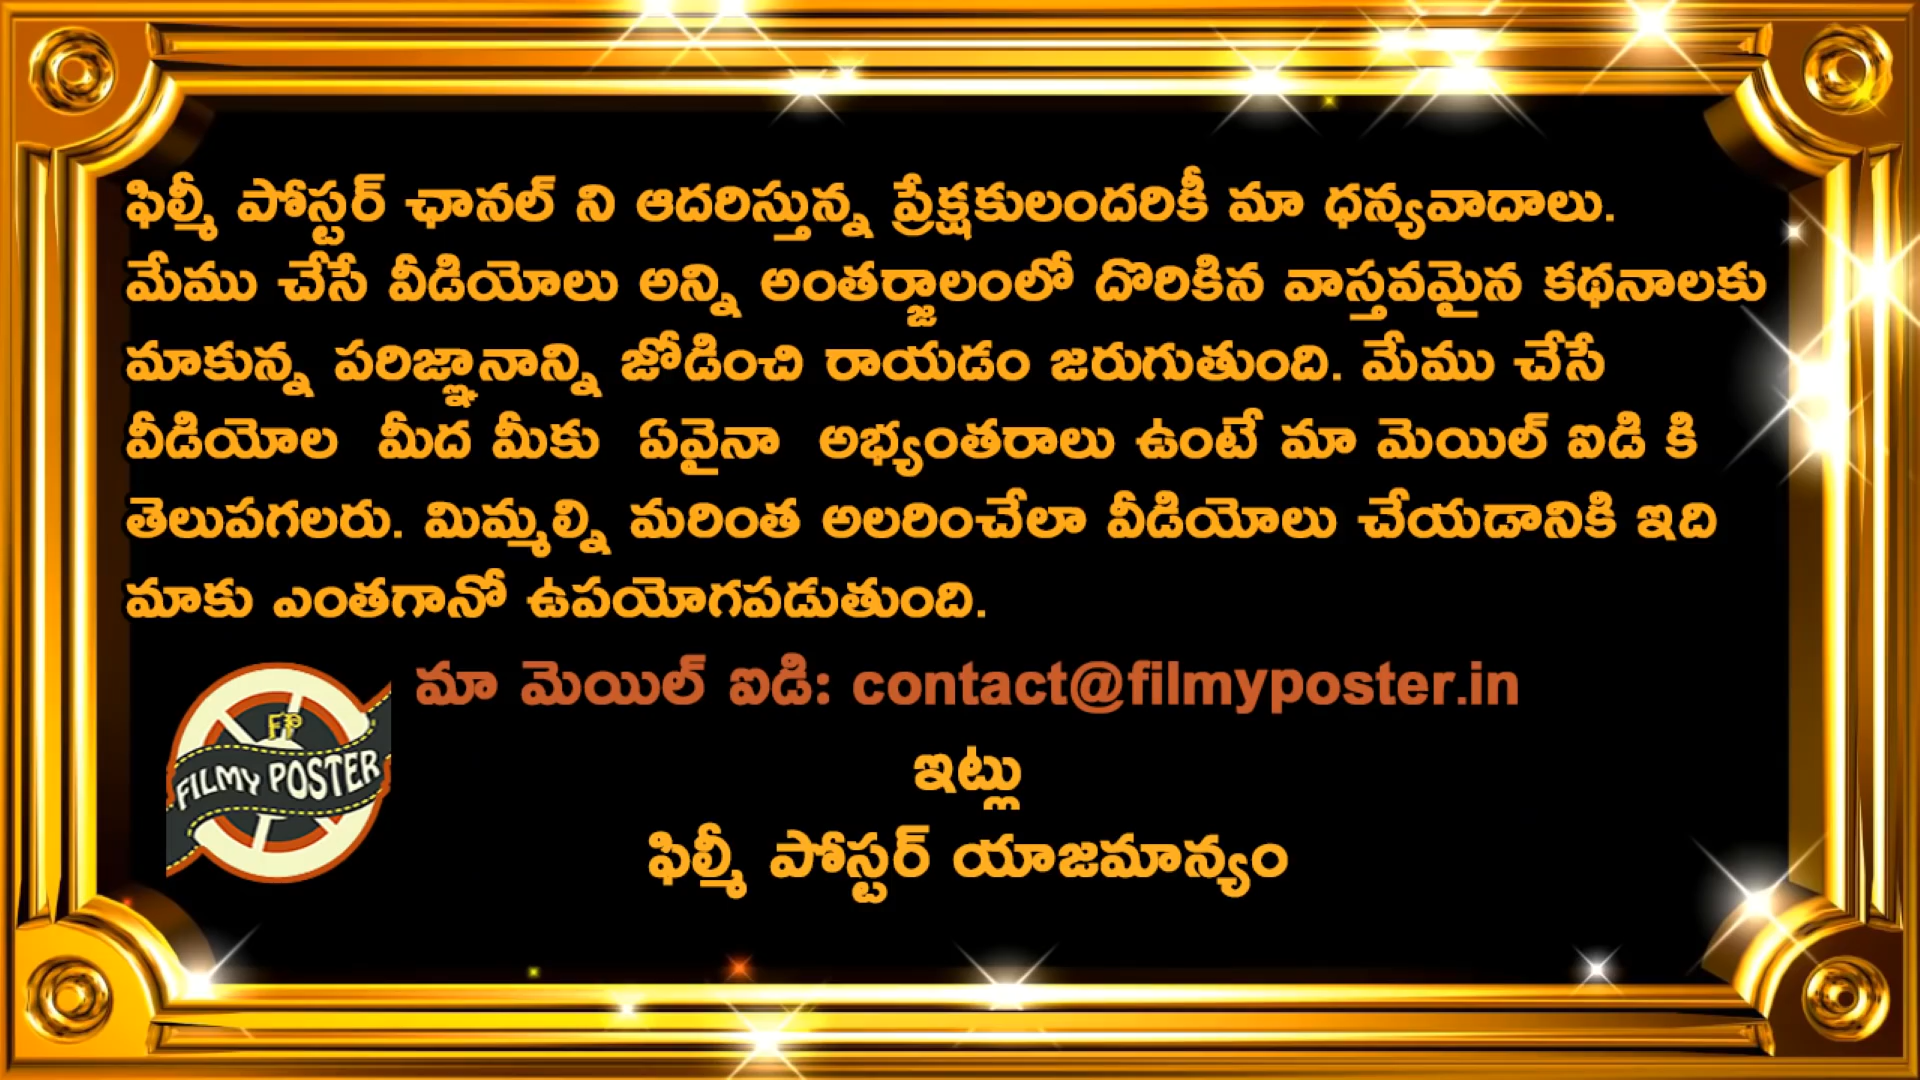 ఫిల్మీ పోస్టర్ ఛానల్ ని ఆదరిస్తున్న ప్రేక్షకులందరికీ మా ధన్యవాదాలు.
మేము చేసే వీడియోలు అన్ని అంతర్జాలంలో దొరికిన వాస్తవమైన కథనాలకు
మాకున్న పరిజ్ఞానాన్ని జోడించి రాయడం జరుగుతుంది. మేము చేసే
వీడియోల మీద మీకు ఏవైనా అభ్యంతరాలు ఉంటే మా మెయిల్ ఐడి కి
తెలుపగలరు. మిమ్మల్ని మరింత అలరించేలా వీడియోలు చేయడానికి ఇది
మాకు ఎంతగానో ఉపయోగపడుతుంది.
మా మెయిల్ ఐడి: contact@filmyposter.in
FP
FILMY POSTER
ఇట్లు
ఫిల్మీ పోస్టర్ యాజమాన్యం